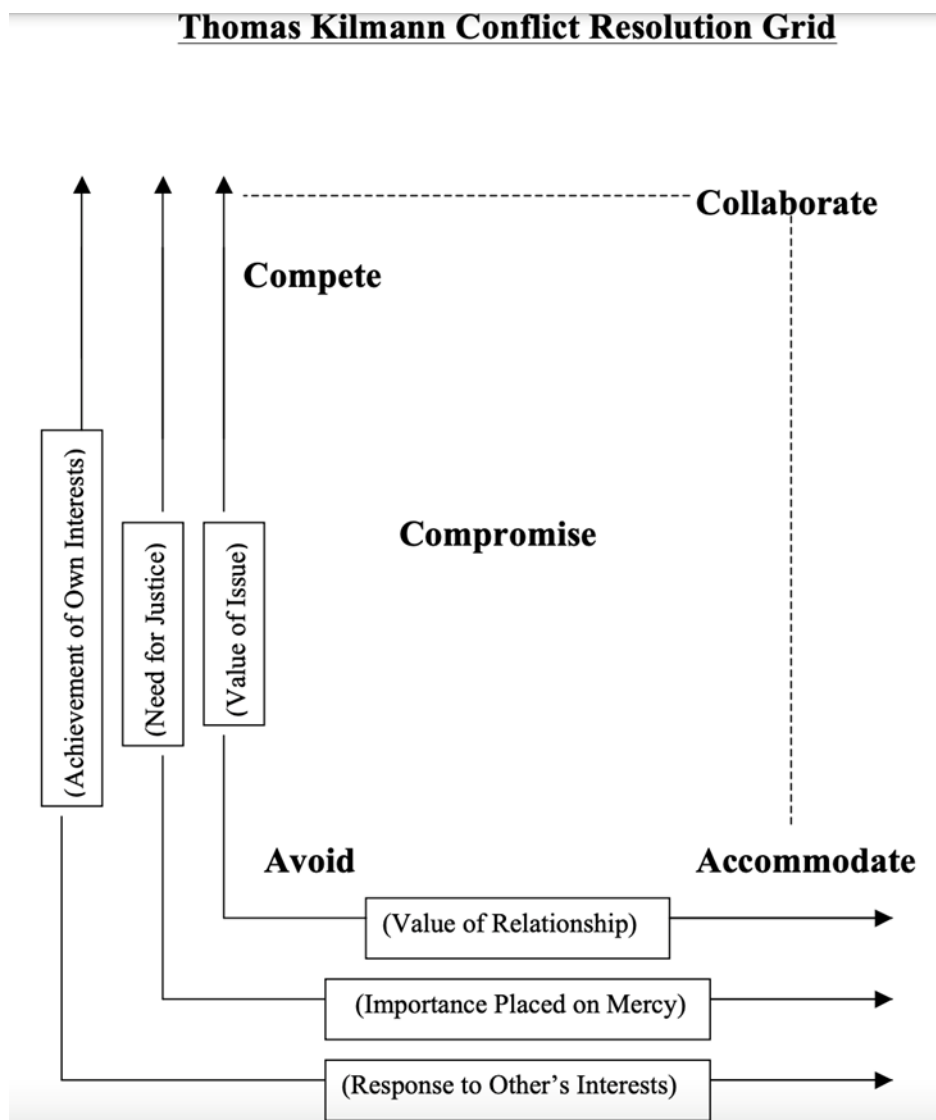 Thomas Kilmann Conflict Resolution Grid
Collaborate
Compete
(Achievement of Own Interests)
(Need for Justice)
(Value of Issue)
Compromise
Avoid
Accommodate
(Value of Relationship)
(Importance Placed on Mercy)
(Response to Other's Interests)